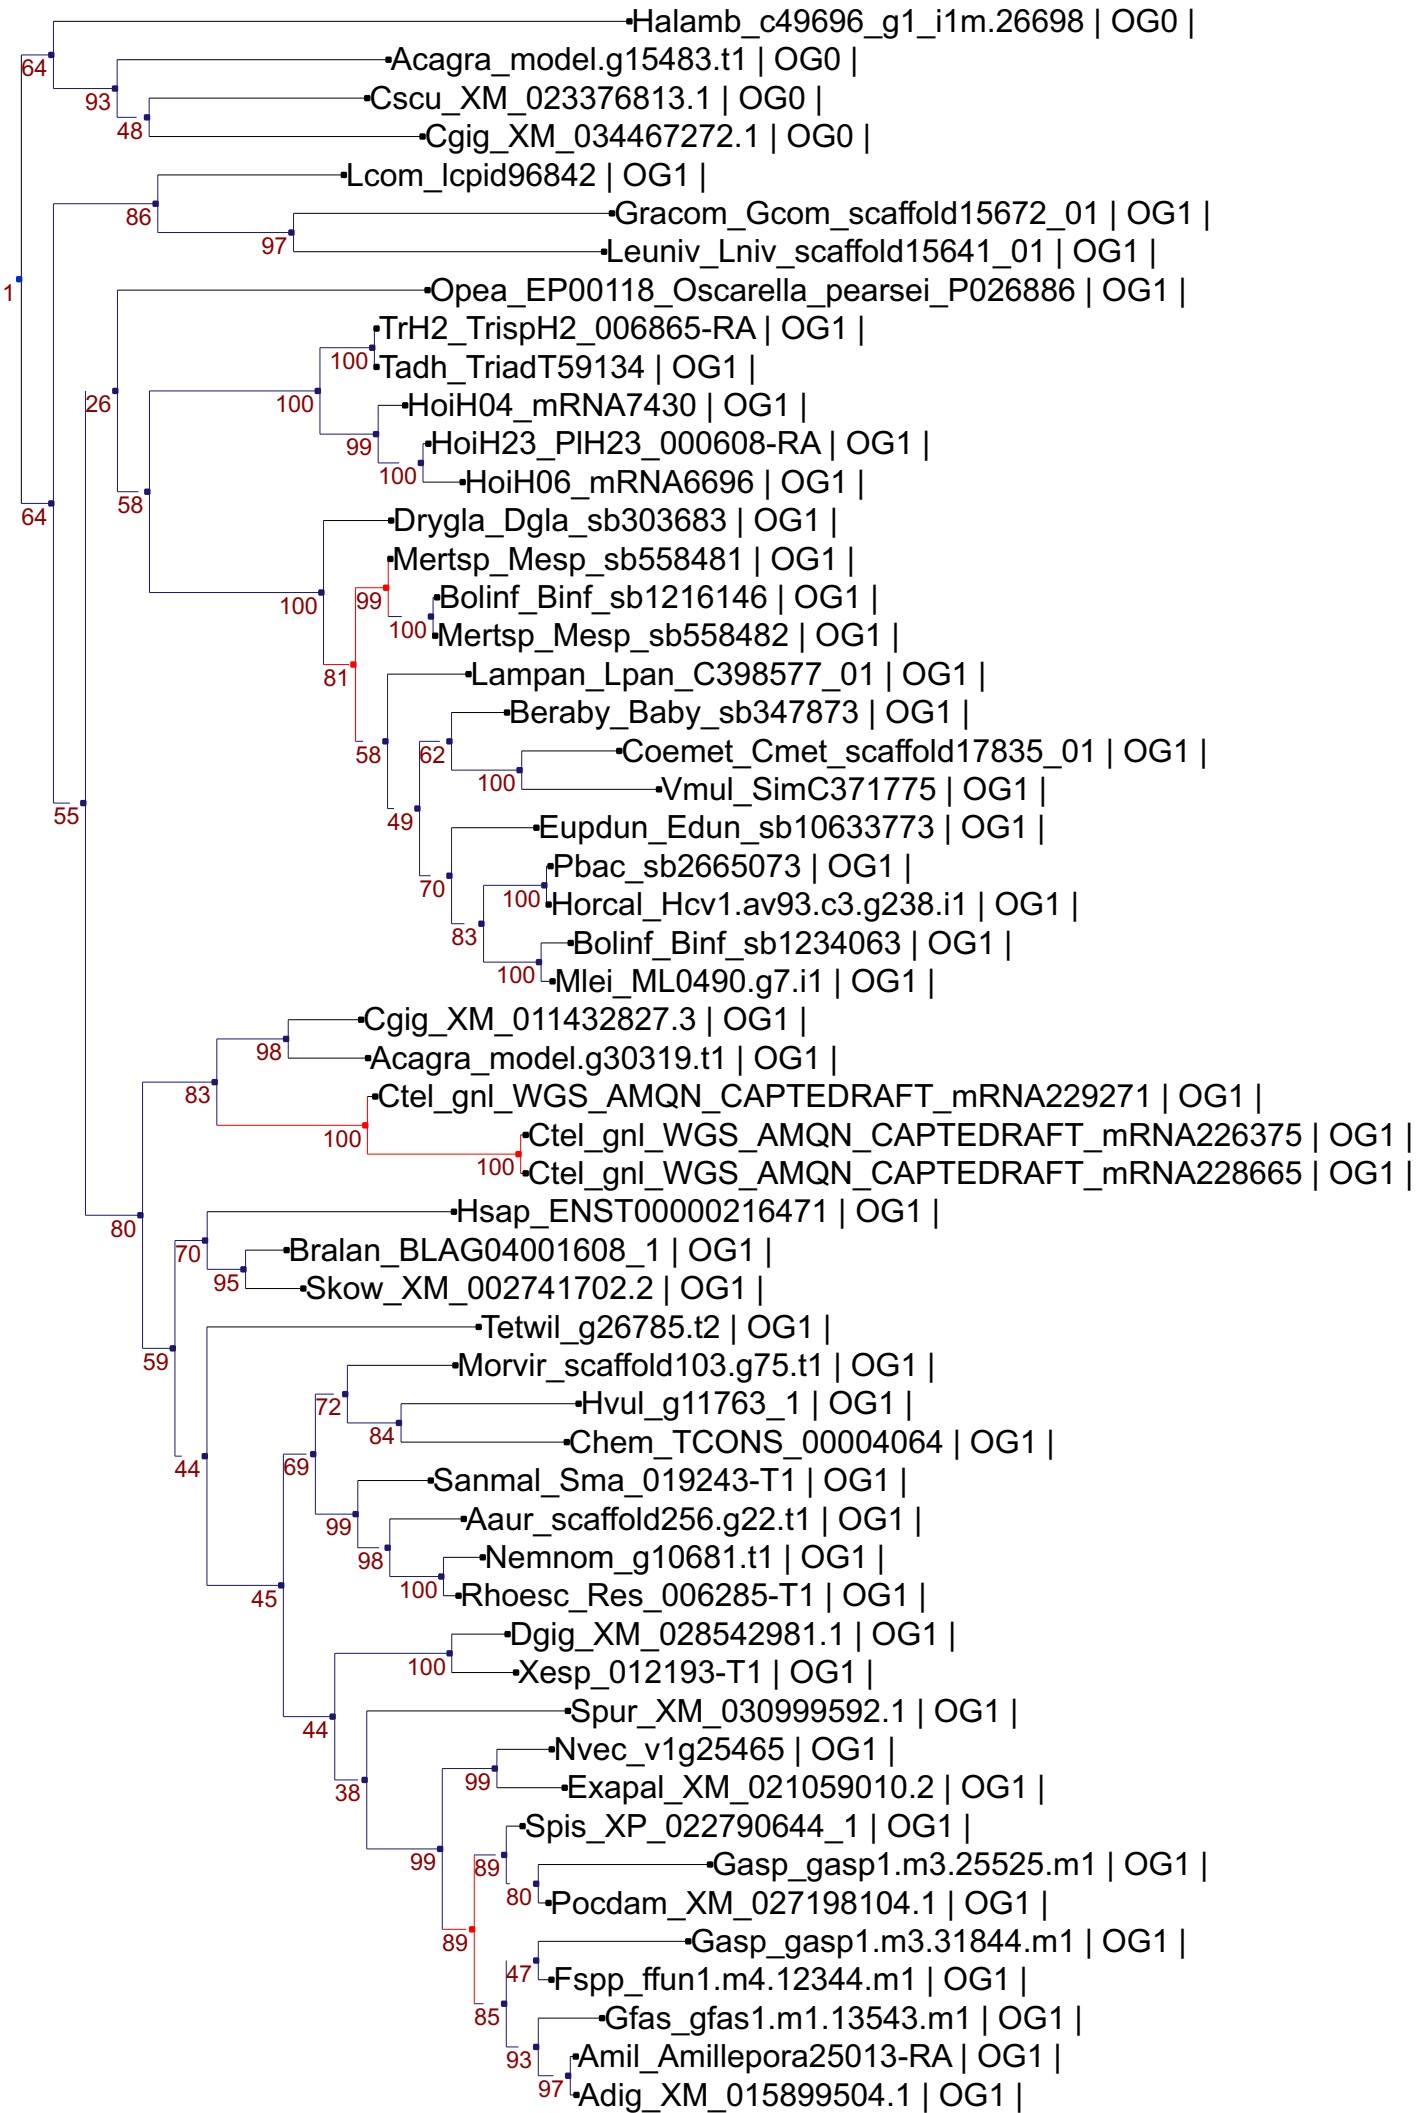 Halamb_c49696_g1_i1m.26698 | OG0 |
64
Acagra_model.g15483.t1 | OG0 |
93
Cscu_XM_023376813.1 | OG0 |
48
Cgig_XM_034467272.1 | OG0 |
Lcom_lcpid96842 | OG1 |
86
Gracom_Gcom_scaffold15672_01 | OG1 |
97
Leuniv_Lniv_scaffold15641_01 | OG1 |
1
Opea_EP00118_Oscarella_pearsei_P026886 | OG1 |
TrH2_TrispH2_006865-RA | OG1 |
100
Tadh_TriadT59134 | OG1 |
26
100
HoiH04_mRNA7430 | OG1 |
99
HoiH23_PlH23_000608-RA | OG1 |
100
HoiH06_mRNA6696 | OG1 |
58
64
Drygla_Dgla_sb303683 | OG1 |
Mertsp_Mesp_sb558481 | OG1 |
100
99
Bolinf_Binf_sb1216146 | OG1 |
100
Mertsp_Mesp_sb558482 | OG1 |
81
Lampan_Lpan_C398577_01 | OG1 |
Beraby_Baby_sb347873 | OG1 |
58
62
Coemet_Cmet_scaffold17835_01 | OG1 |
100
Vmul_SimC371775 | OG1 |
55
49
Eupdun_Edun_sb10633773 | OG1 |
Pbac_sb2665073 | OG1 |
70
100
Horcal_Hcv1.av93.c3.g238.i1 | OG1 |
83
Bolinf_Binf_sb1234063 | OG1 |
100
Mlei_ML0490.g7.i1 | OG1 |
Cgig_XM_011432827.3 | OG1 |
98
Acagra_model.g30319.t1 | OG1 |
83
Ctel_gnl_WGS_AMQN_CAPTEDRAFT_mRNA229271 | OG1 |
100
Ctel_gnl_WGS_AMQN_CAPTEDRAFT_mRNA226375 | OG1 |
100
Ctel_gnl_WGS_AMQN_CAPTEDRAFT_mRNA228665 | OG1 |
Hsap_ENST00000216471 | OG1 |
80
70
Bralan_BLAG04001608_1 | OG1 |
95
Skow_XM_002741702.2 | OG1 |
Tetwil_g26785.t2 | OG1 |
59
Morvir_scaffold103.g75.t1 | OG1 |
72
Hvul_g11763_1 | OG1 |
84
Chem_TCONS_00004064 | OG1 |
44
69
Sanmal_Sma_019243-T1 | OG1 |
99
Aaur_scaffold256.g22.t1 | OG1 |
98
Nemnom_g10681.t1 | OG1 |
100
Rhoesc_Res_006285-T1 | OG1 |
45
Dgig_XM_028542981.1 | OG1 |
100
Xesp_012193-T1 | OG1 |
Spur_XM_030999592.1 | OG1 |
44
Nvec_v1g25465 | OG1 |
99
Exapal_XM_021059010.2 | OG1 |
38
Spis_XP_022790644_1 | OG1 |
99
89
Gasp_gasp1.m3.25525.m1 | OG1 |
80
Pocdam_XM_027198104.1 | OG1 |
89
Gasp_gasp1.m3.31844.m1 | OG1 |
47
Fspp_ffun1.m4.12344.m1 | OG1 |
85
Gfas_gfas1.m1.13543.m1 | OG1 |
93
Amil_Amillepora25013-RA | OG1 |
97
Adig_XM_015899504.1 | OG1 |